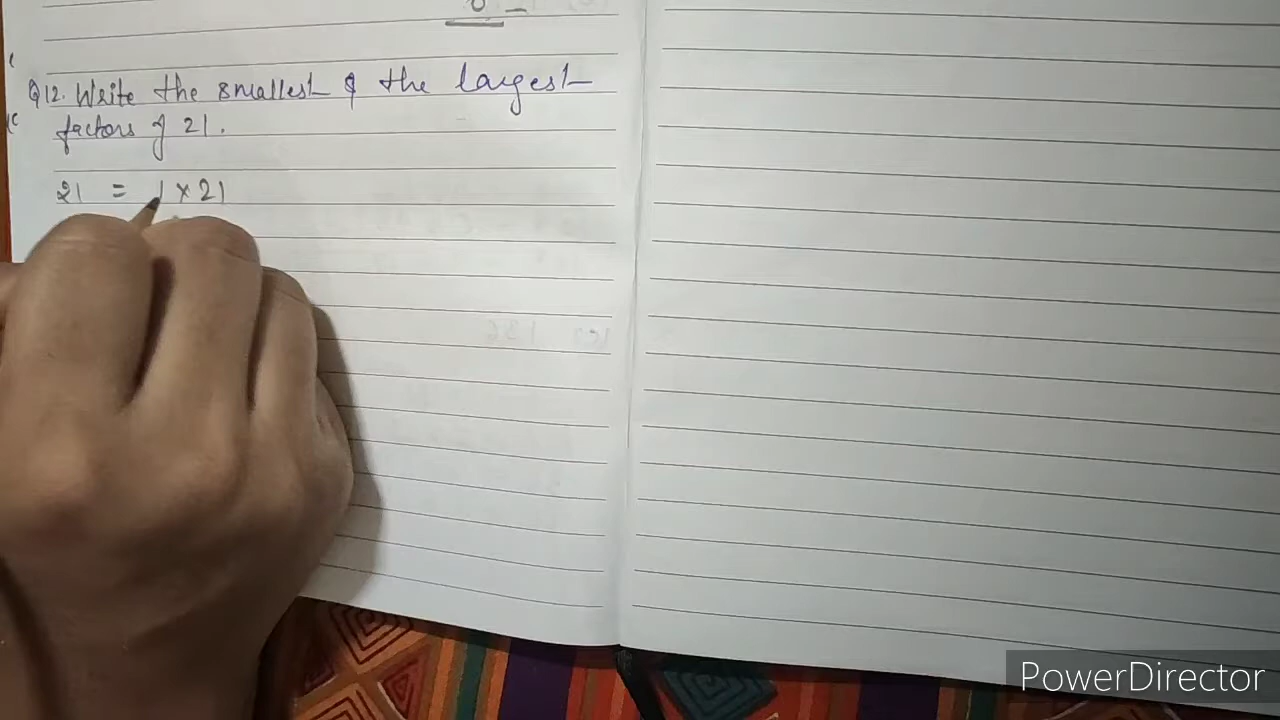 Q12. Write the smallest & the largest
factors of 21.
21 = 1 × 21
PowerDirector